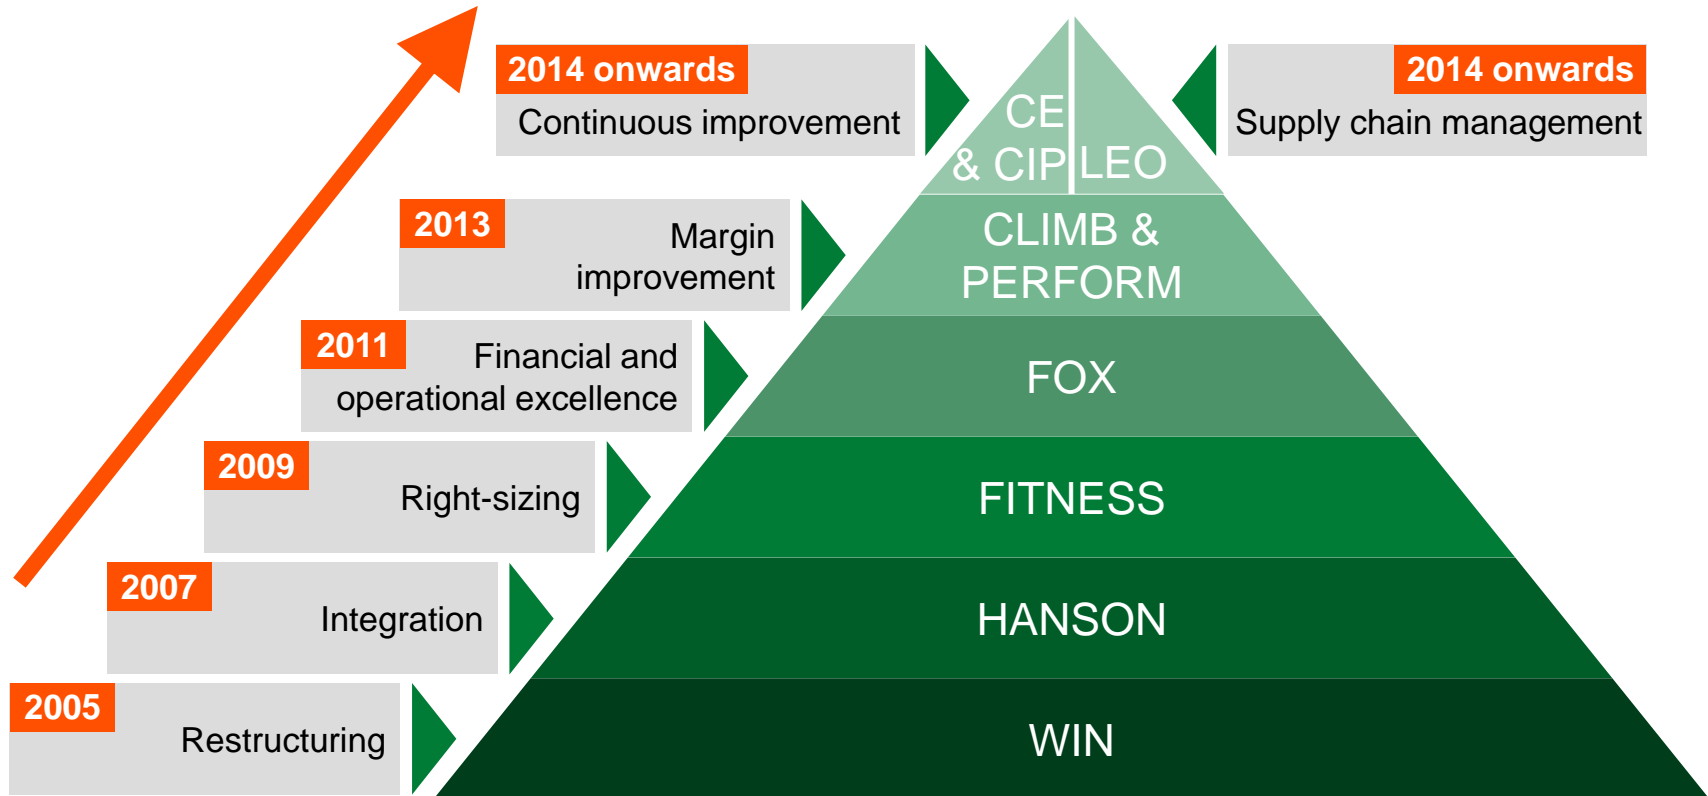 2014 onwards
Continuous improvement
2014 onwards
Supply chain management
CE
& CIP
LEO
2013
Margin
improvement
CLIMB &
PERFORM
2011
Financial and
operational excellence
FOX
2009
Right-sizing
FITNESS
2007
Integration
HANSON
2005
Restructuring
WIN